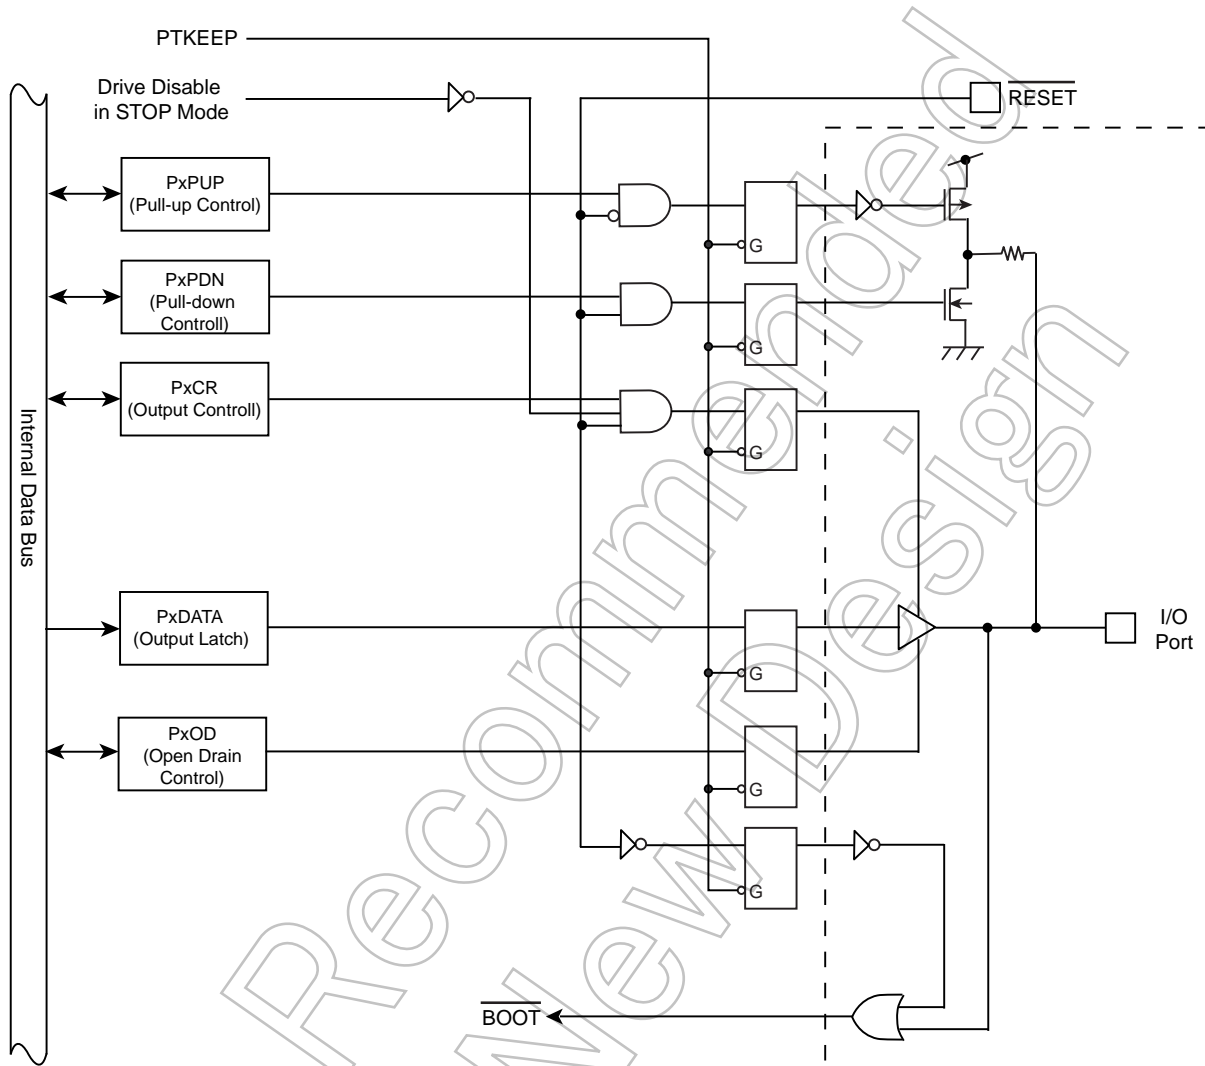 PTKEEP
Drive Disable
in STOP Mode
RESET
PxPUP
(Pull-up Control)
G
PxPDN
(Pull-down
Controll)
G
PxCR
(Output Controll)
G
Internal Data Bus
PxDATA
(Output Latch)
G
I/O
Port
PxOD
(Open Drain
Control)
G
G
BOOT
Recommended
New Design